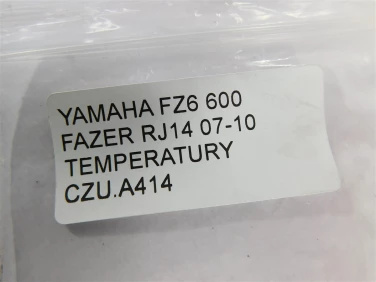 YAMAHA FZ6 600
FAZER RJ14 07-10
TEMPERATURY
CZU.A414